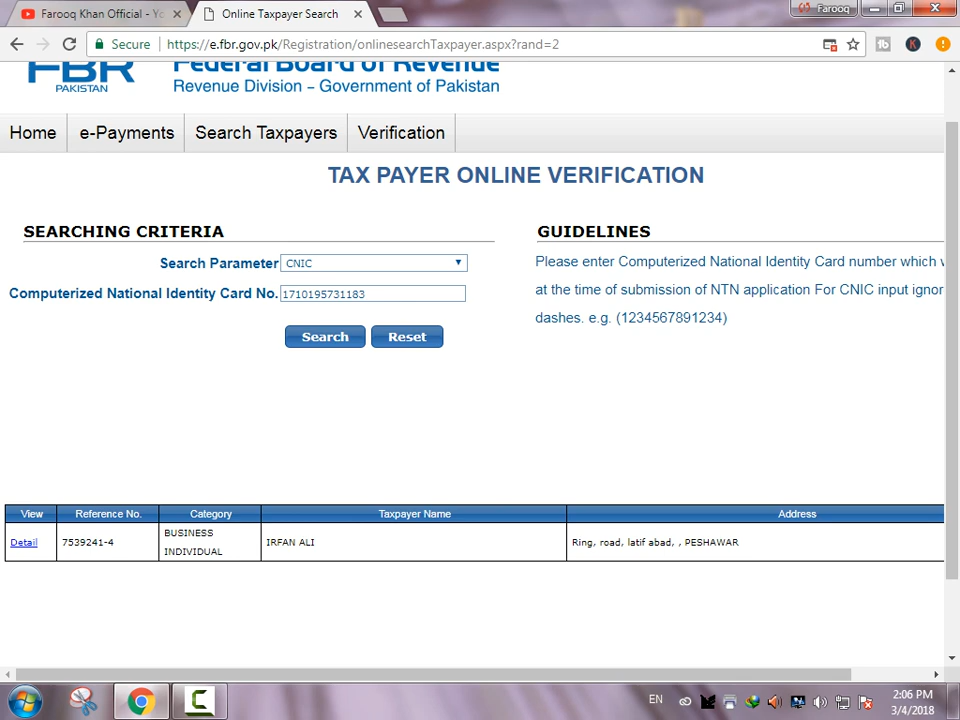 Farooq Khan Official - Yo
Online Taxpayer Search
Farooq
Secure
https://e.fbr.gov.pk/Registration/onlinesearchTaxpayer.aspx?rand=2
FBR
PAKISTAN
Federal Board of Revenue
Revenue Division – Government of Pakistan
Home
e-Payments
Search Taxpayers
Verification
TAX PAYER ONLINE VERIFICATION
SEARCHING CRITERIA
Search Parameter
CNIC
Computerized National Identity Card No.
1710195731183
Search
Reset
GUIDELINES
Please enter Computerized National Identity Card number which
at the time of submission of NTN application For CNIC input ignor
dashes. e.g. (1234567891234)
View
Reference No.
Category
Taxpayer Name
Address
Detail
7539241-4
BUSINESS
INDIVIDUAL
IRFAN ALI
Ring, road, latif abad, , PESHAWAR
EN
2:06 PM
3/4/2018